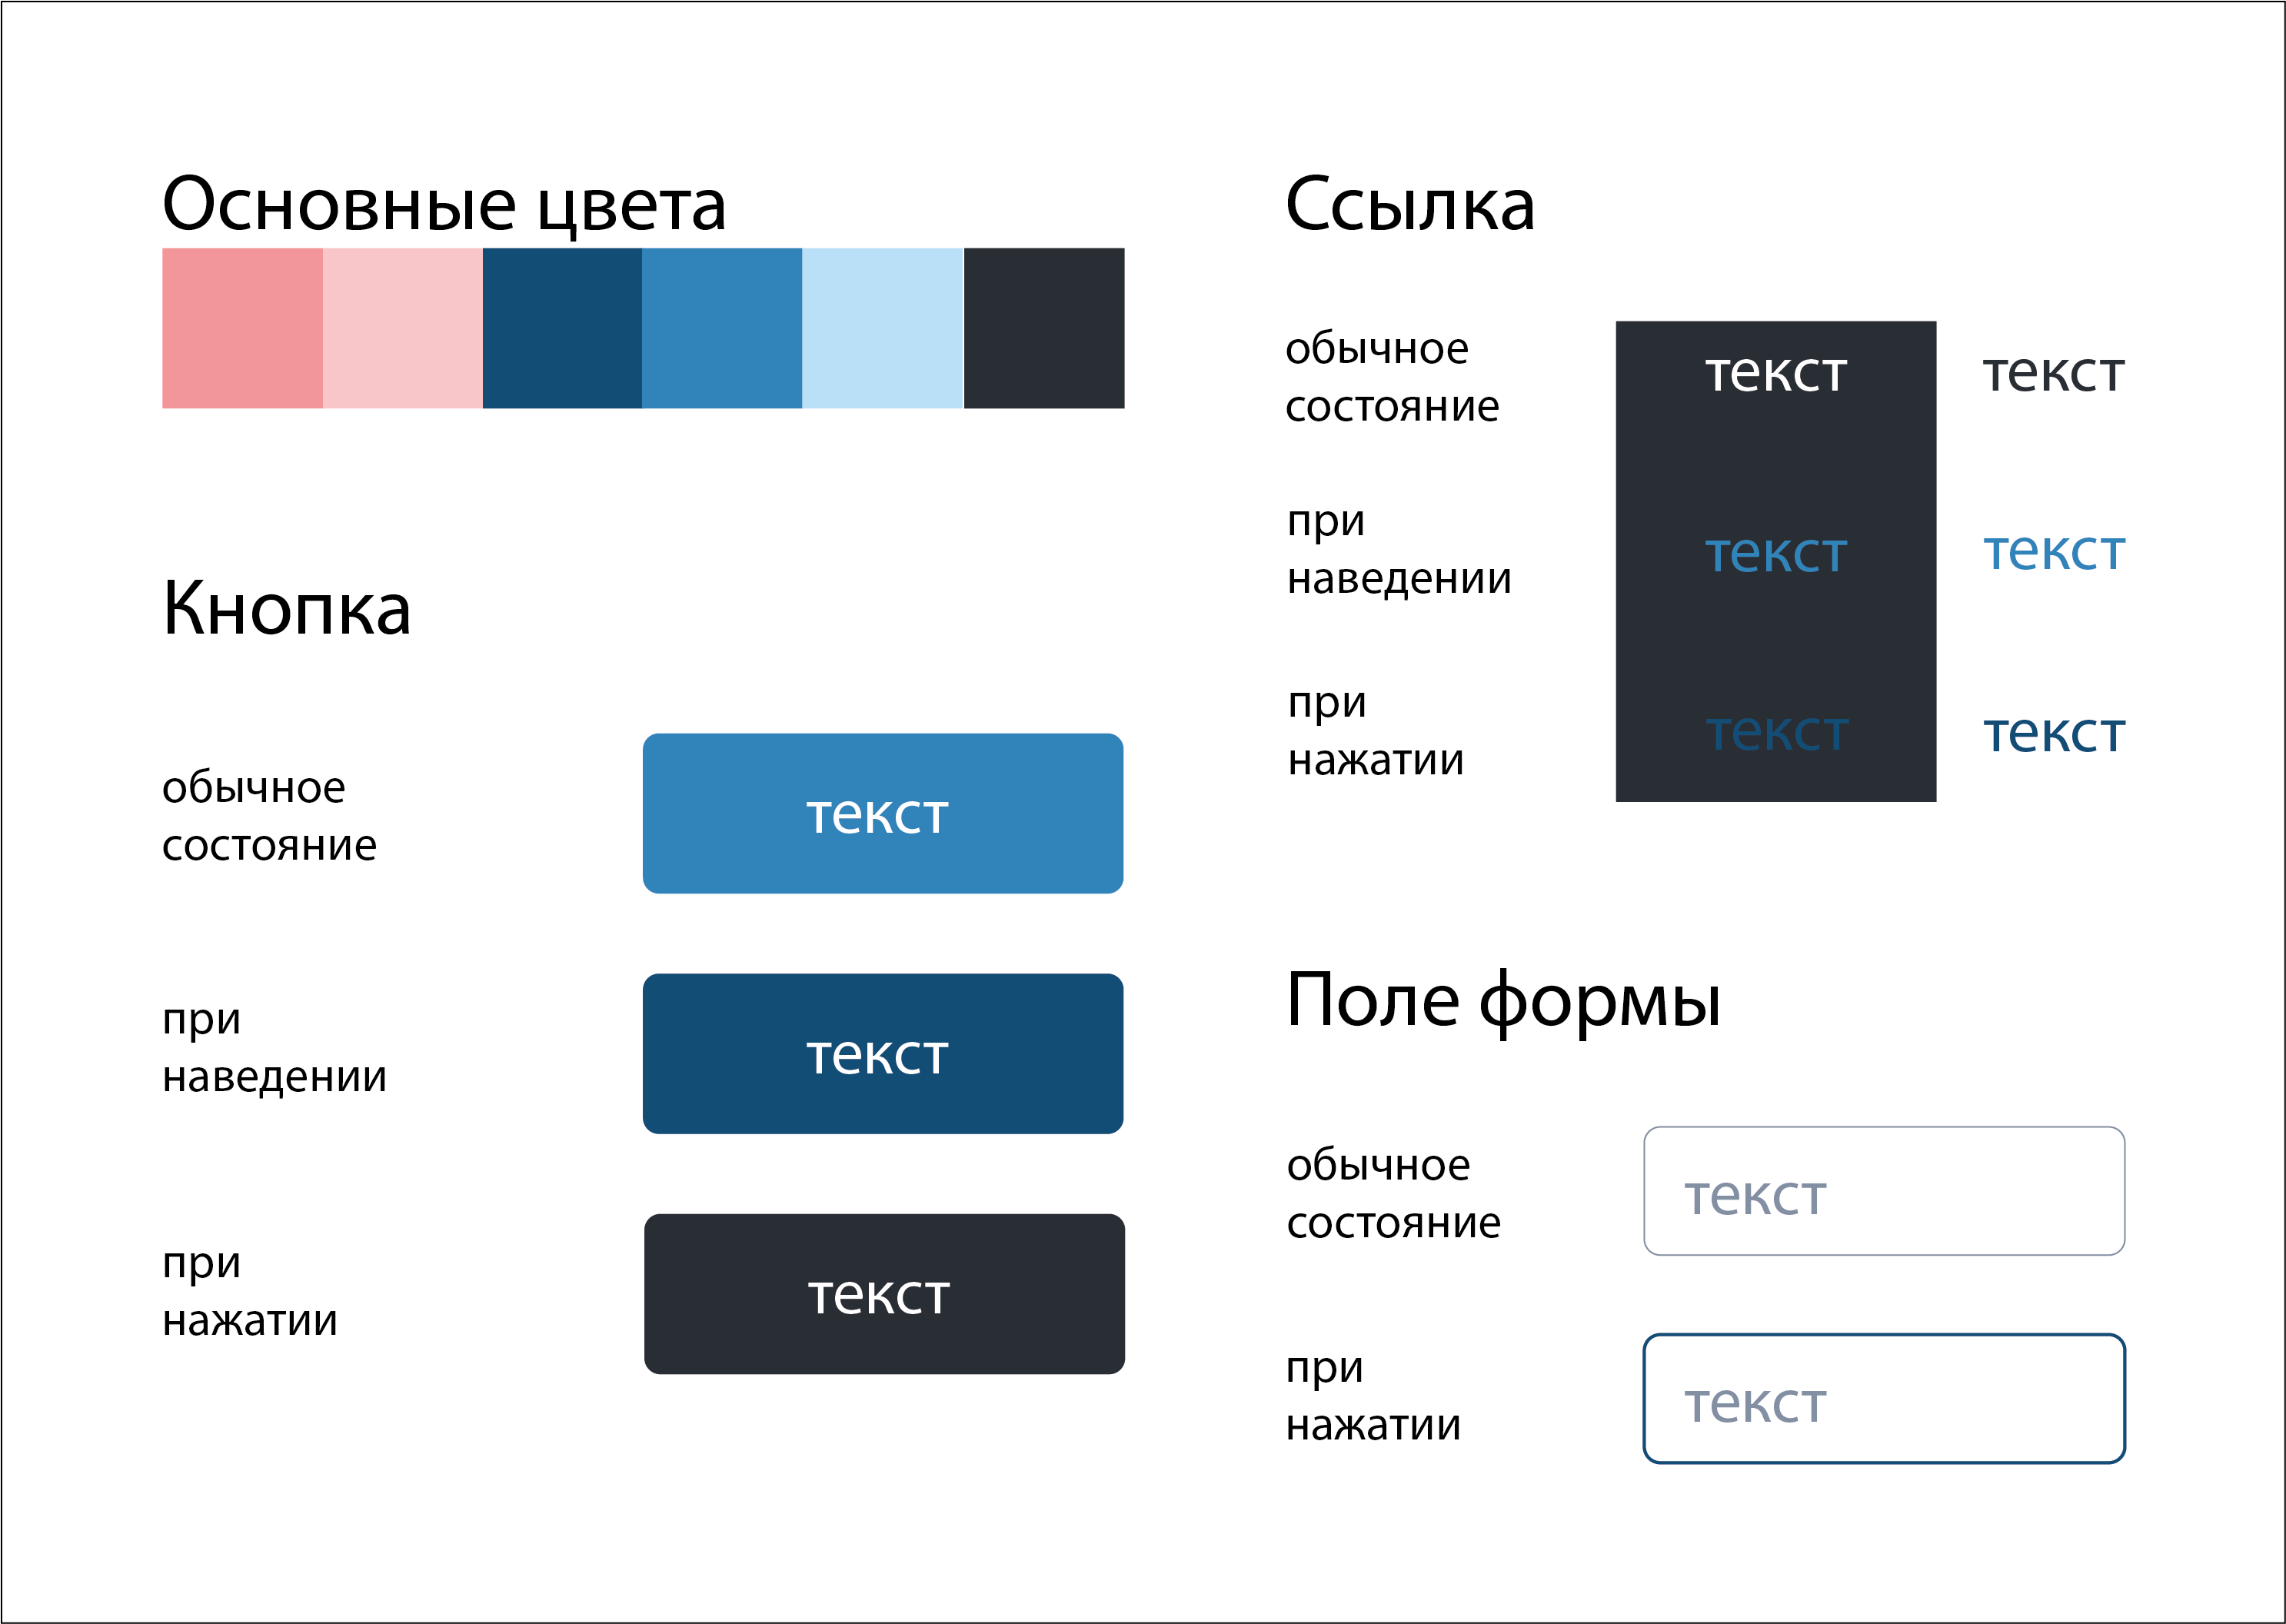 Основные цвета
Кнопка
обычное
состояние
текст
при
наведении
текст
при
нажатии
текст
Ссылка
обычное
состояние
текст текст
при
наведении
текст текст
при
нажатии
текст текст
Поле формы
обычное
состояние
текст
при
нажатии
текст